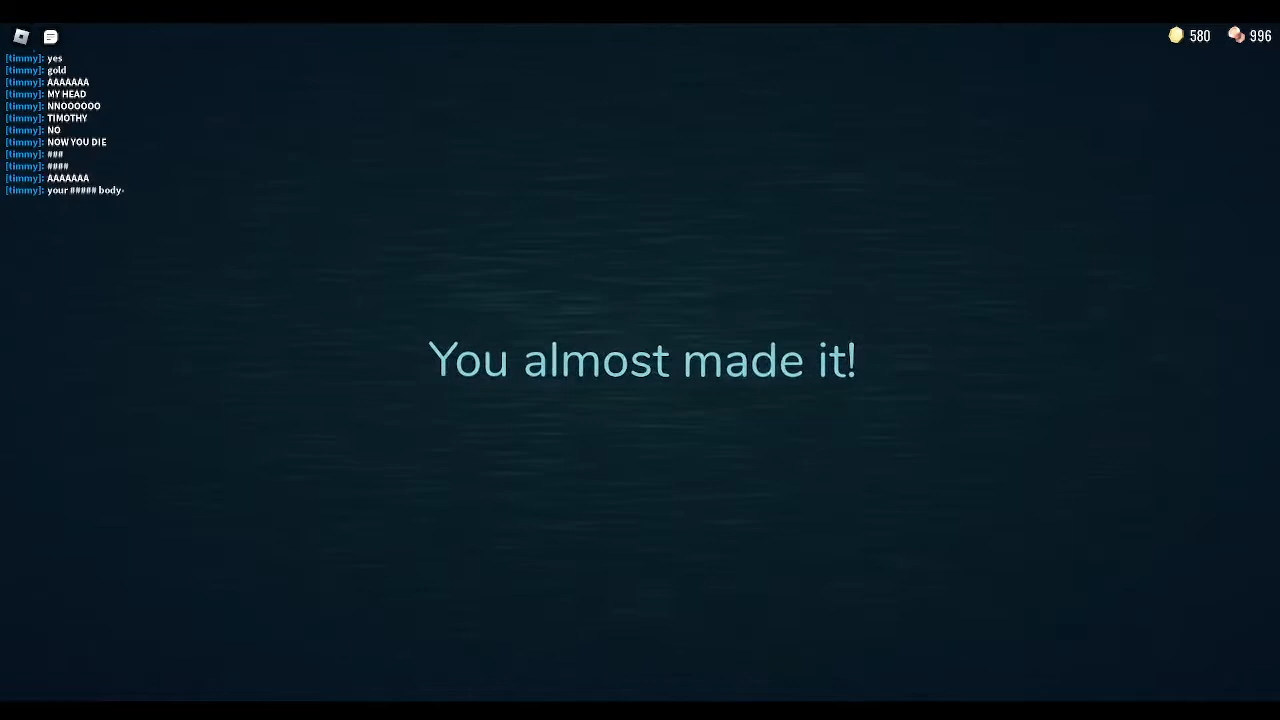 580 996
[timmy]: yes
[timmy]: gold
[timmy]: AAAAAAA
[timmy]: MY HEAD
[timmy]: NNOOOOOO
[timmy]: TIMOTHY
[timmy]: NO
[timmy]: NOW YOU DIE
[timmy]: ###
[timmy]: ####
[timmy]: AAAAAAA
[timmy]: your ##### body-
You almost made it!